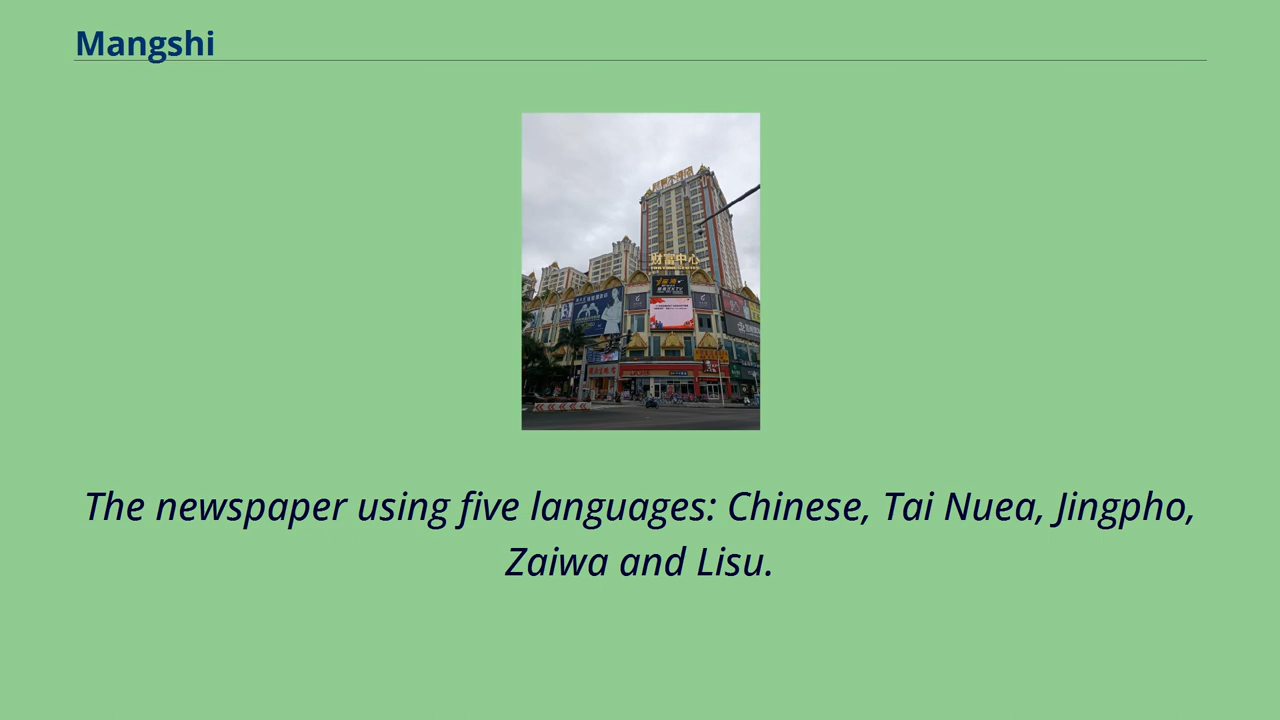 Mangshi
财富中心
The newspaper using five languages: Chinese, Tai Nuea, Jingpho,
Zaiwa and Lisu.